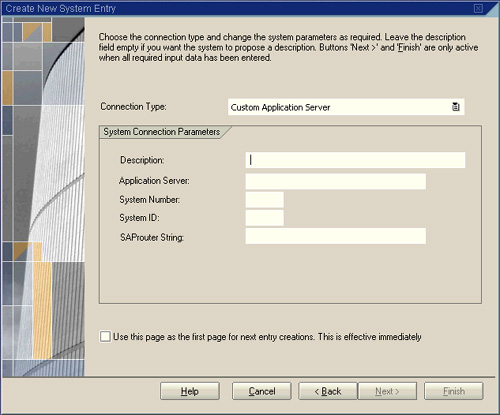 Create New System Entry
Choose the connection type and change the system parameters as required. Leave the description
field empty if you want the system to propose a description. Buttons 'Next >' and 'Finish' are only active
when all required input data has been entered.
Connection Type: Custom Application Server
System Connection Parameters
Description:
Application Server:
System Number:
System ID:
SAProuter String:
Use this page as the first page for next entry creations. This is effective immediately
Help Cancel < Back Next > Finish